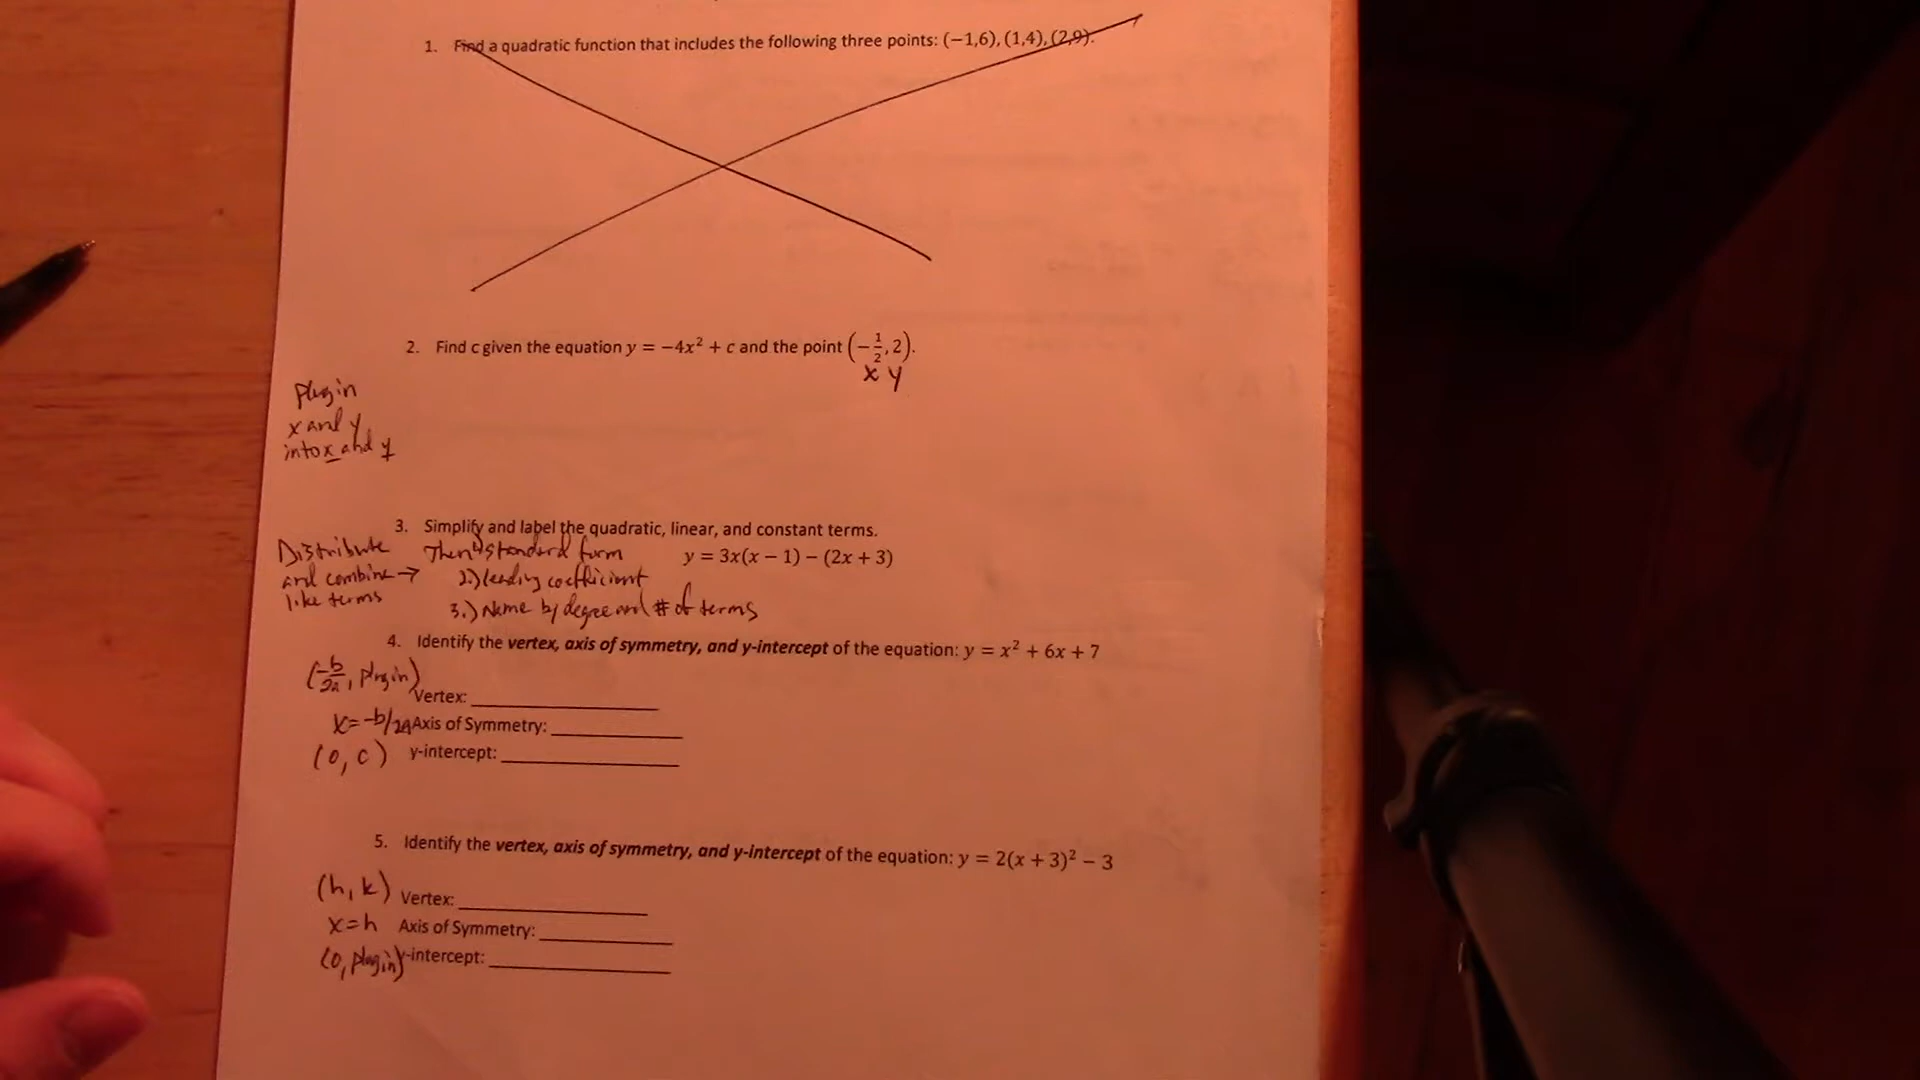 1. Find a quadratic function that includes the following three points: (−1,6), (1,4), (2,9).
2. Find c given the equation y = −4x² + c and the point (−1/2, 2).
x y
Plug in
x and y
into x and y
3. Simplify and label the quadratic, linear, and constant terms.
y = 3x(x − 1) − (2x + 3)
Distribute
and combine →
like terms
Then 1.) standard form
2.) leading coefficient
3.) Name by degree and # of terms
4. Identify the vertex, axis of symmetry, and y-intercept of the equation: y = x² + 6x + 7
(-b/2a, plug in) Vertex:
x = -b/2a Axis of Symmetry:
(0, c) y-intercept:
5. Identify the vertex, axis of symmetry, and y-intercept of the equation: y = 2(x + 3)² − 3
(h, k) Vertex:
x=h Axis of Symmetry:
(0, plug in) y-intercept: